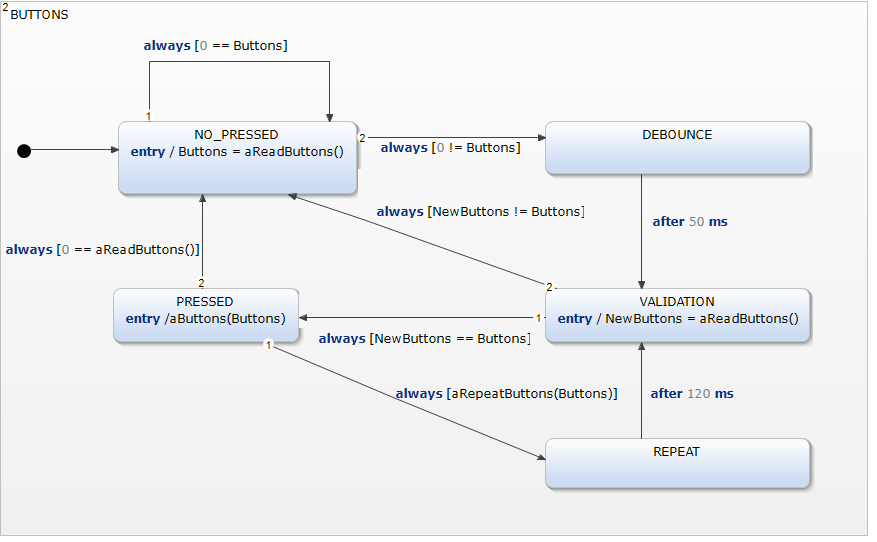 2
BUTTONS
always [0 == Buttons]
1
NO_PRESSED
entry / Buttons = aReadButtons()
2
always [0 != Buttons]
DEBOUNCE
always [NewButtons != Buttons]
after 50 ms
always [0 == aReadButtons()]
2
PRESSED
entry /aButtons(Buttons)
2
VALIDATION
entry / NewButtons = aReadButtons()
1
always [NewButtons == Buttons]
1
always [aRepeatButtons(Buttons)]
after 120 ms
REPEAT